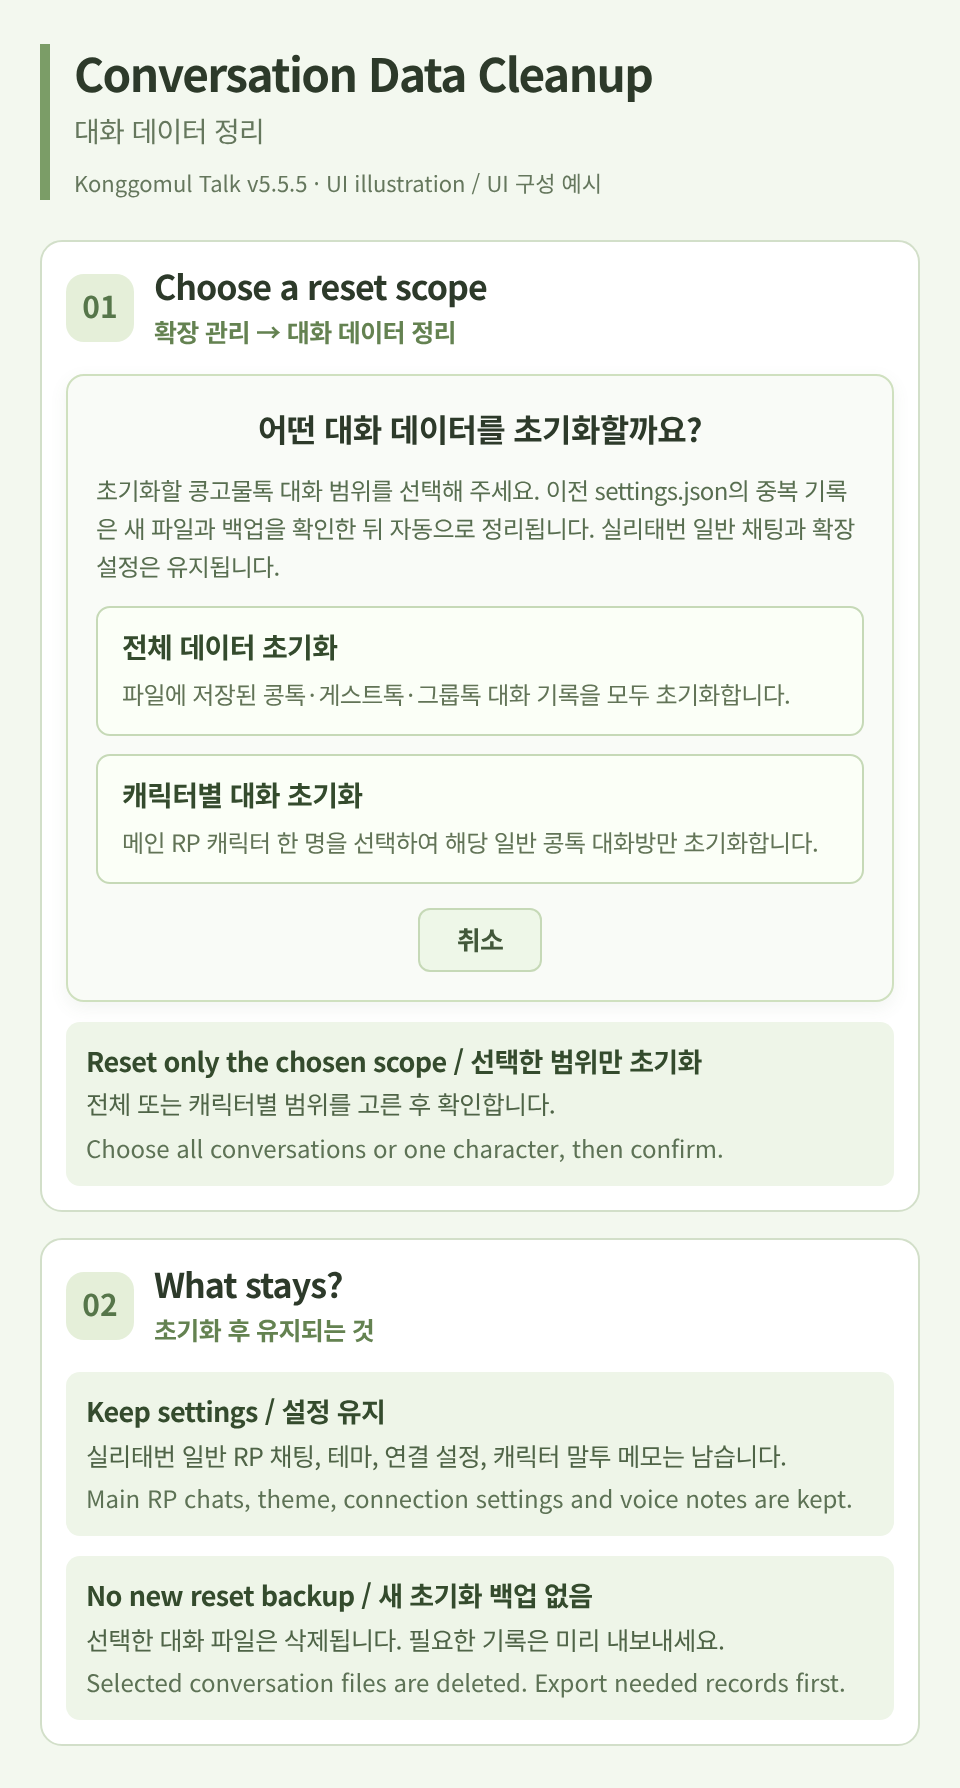 Conversation Data Cleanup
대화 데이터 정리
Konggomul Talk v5.5.5 · UI illustration / UI 구성 예시
01
Choose a reset scope
확장 관리 → 대화 데이터 정리
어떤 대화 데이터를 초기화할까요?
초기화할 콩고물톡 대화 범위를 선택해 주세요. 이전 settings.json의 중복 기록
은 새 파일과 백업을 확인한 뒤 자동으로 정리됩니다. 실리태번 일반 채팅과 확장
설정은 유지됩니다.
전체 데이터 초기화
파일에 저장된 콩톡·게스트톡·그룹톡 대화 기록을 모두 초기화합니다.
캐릭터별 대화 초기화
메인 RP 캐릭터 한 명을 선택하여 해당 일반 콩톡 대화방만 초기화합니다.
취소
Reset only the chosen scope / 선택한 범위만 초기화
전체 또는 캐릭터별 범위를 고른 후 확인합니다.
Choose all conversations or one character, then confirm.
02
What stays?
초기화 후 유지되는 것
Keep settings / 설정 유지
실리태번 일반 RP 채팅, 테마, 연결 설정, 캐릭터 말투 메모는 남습니다.
Main RP chats, theme, connection settings and voice notes are kept.
No new reset backup / 새 초기화 백업 없음
선택한 대화 파일은 삭제됩니다. 필요한 기록은 미리 내보내세요.
Selected conversation files are deleted. Export needed records first.